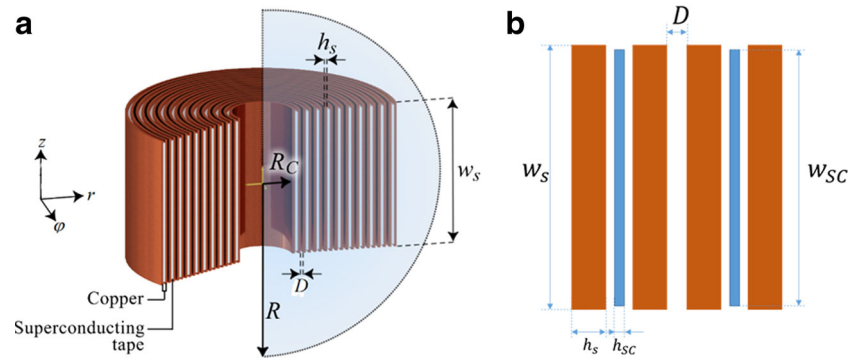 a
h_s
z
r
φ
R_C
w_s
D
R
Copper
Superconducting
tape
b
D
w_s
w_SC
h_s
h_SC